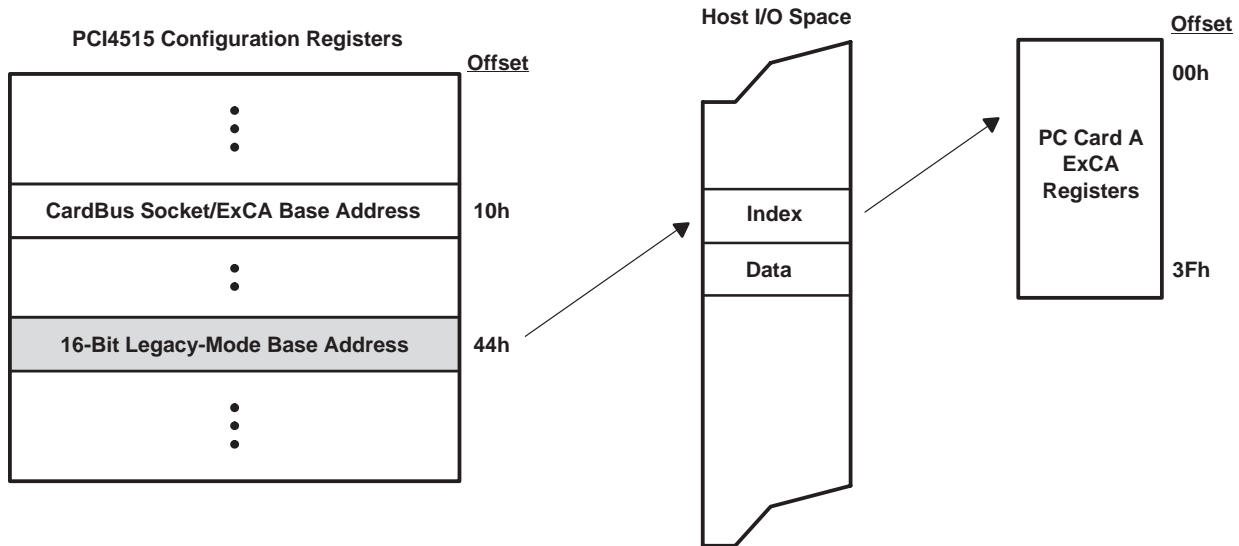 PCI4515 Configuration Registers
Offset
CardBus Socket/ExCA Base Address
10h
16-Bit Legacy-Mode Base Address
44h
Host I/O Space
Index
Data
Offset
00h
PC Card A
ExCA
Registers
3Fh